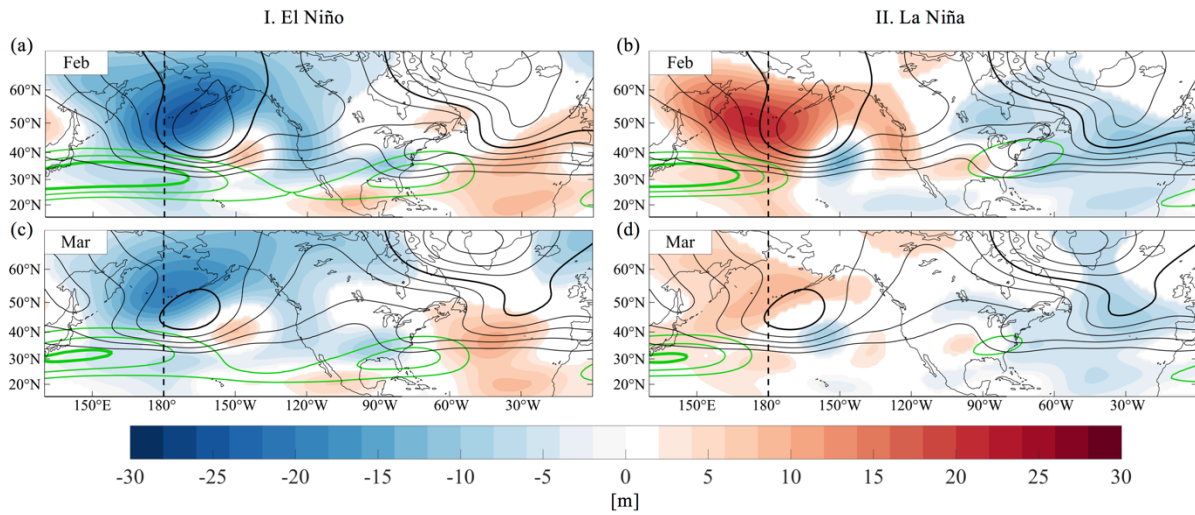 I. El Niño
II. La Niña
(a)
(b)
Feb
Feb
60°N
50°N
40°N
30°N
20°N
60°N
50°N
40°N
30°N
20°N
(c)
(d)
Mar
Mar
60°N
50°N
40°N
30°N
20°N
60°N
50°N
40°N
30°N
20°N
150°E 180° 150°W 120°W 90°W 60°W 30°W
150°E 180° 150°W 120°W 90°W 60°W 30°W
-30 -25 -20 -15 -10 -5 0 5 10 15 20 25 30
[m]